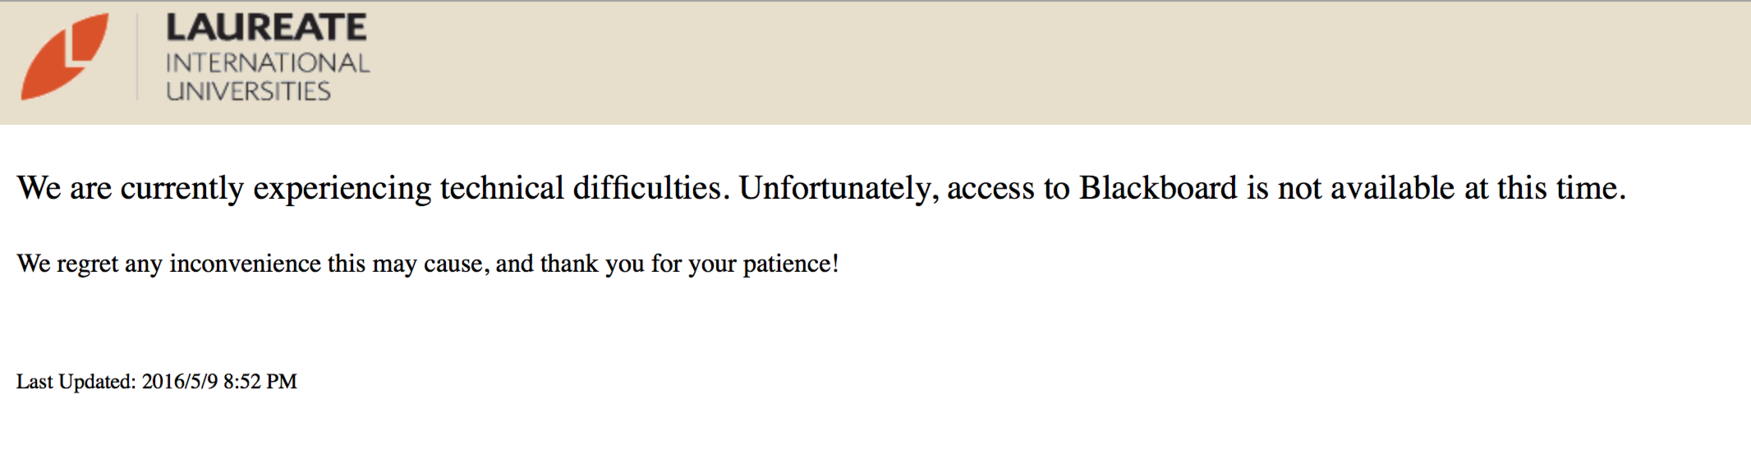 LAUREATE
INTERNATIONAL
UNIVERSITIES
We are currently experiencing technical difficulties. Unfortunately, access to Blackboard is not available at this time.
We regret any inconvenience this may cause, and thank you for your patience!
Last Updated: 2016/5/9 8:52 PM